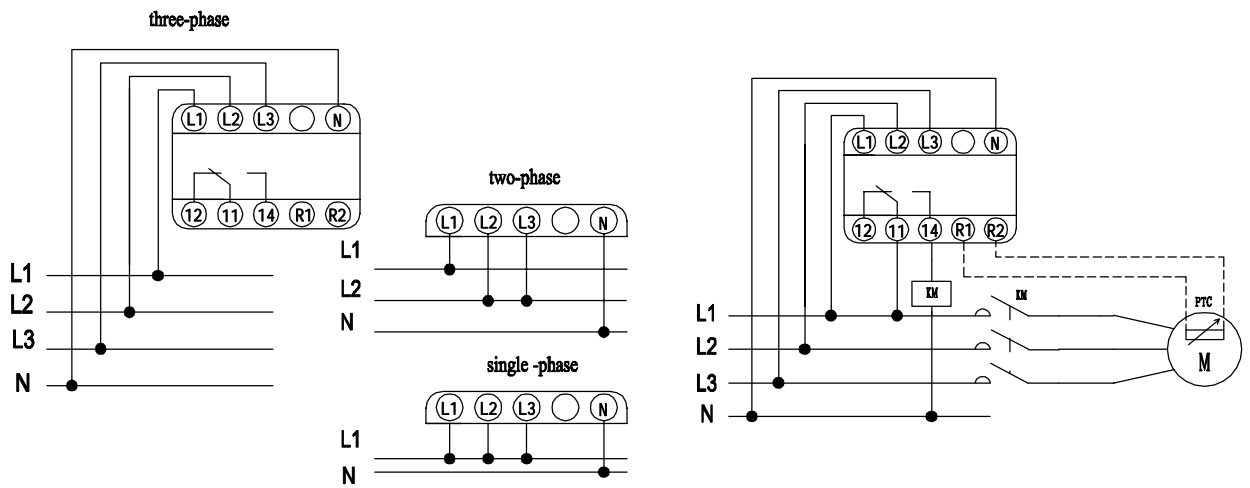 three-phase
L1 L2 L3 N
12 11 14 R1 R2
L1
L2
L3
N
two-phase
L1 L2 L3 N
L1
L2
N
single -phase
L1 L2 L3 N
L1
N
L1 L2 L3 N
12 11 14 R1 R2
KM
KM
PTC
M
L1
L2
L3
N